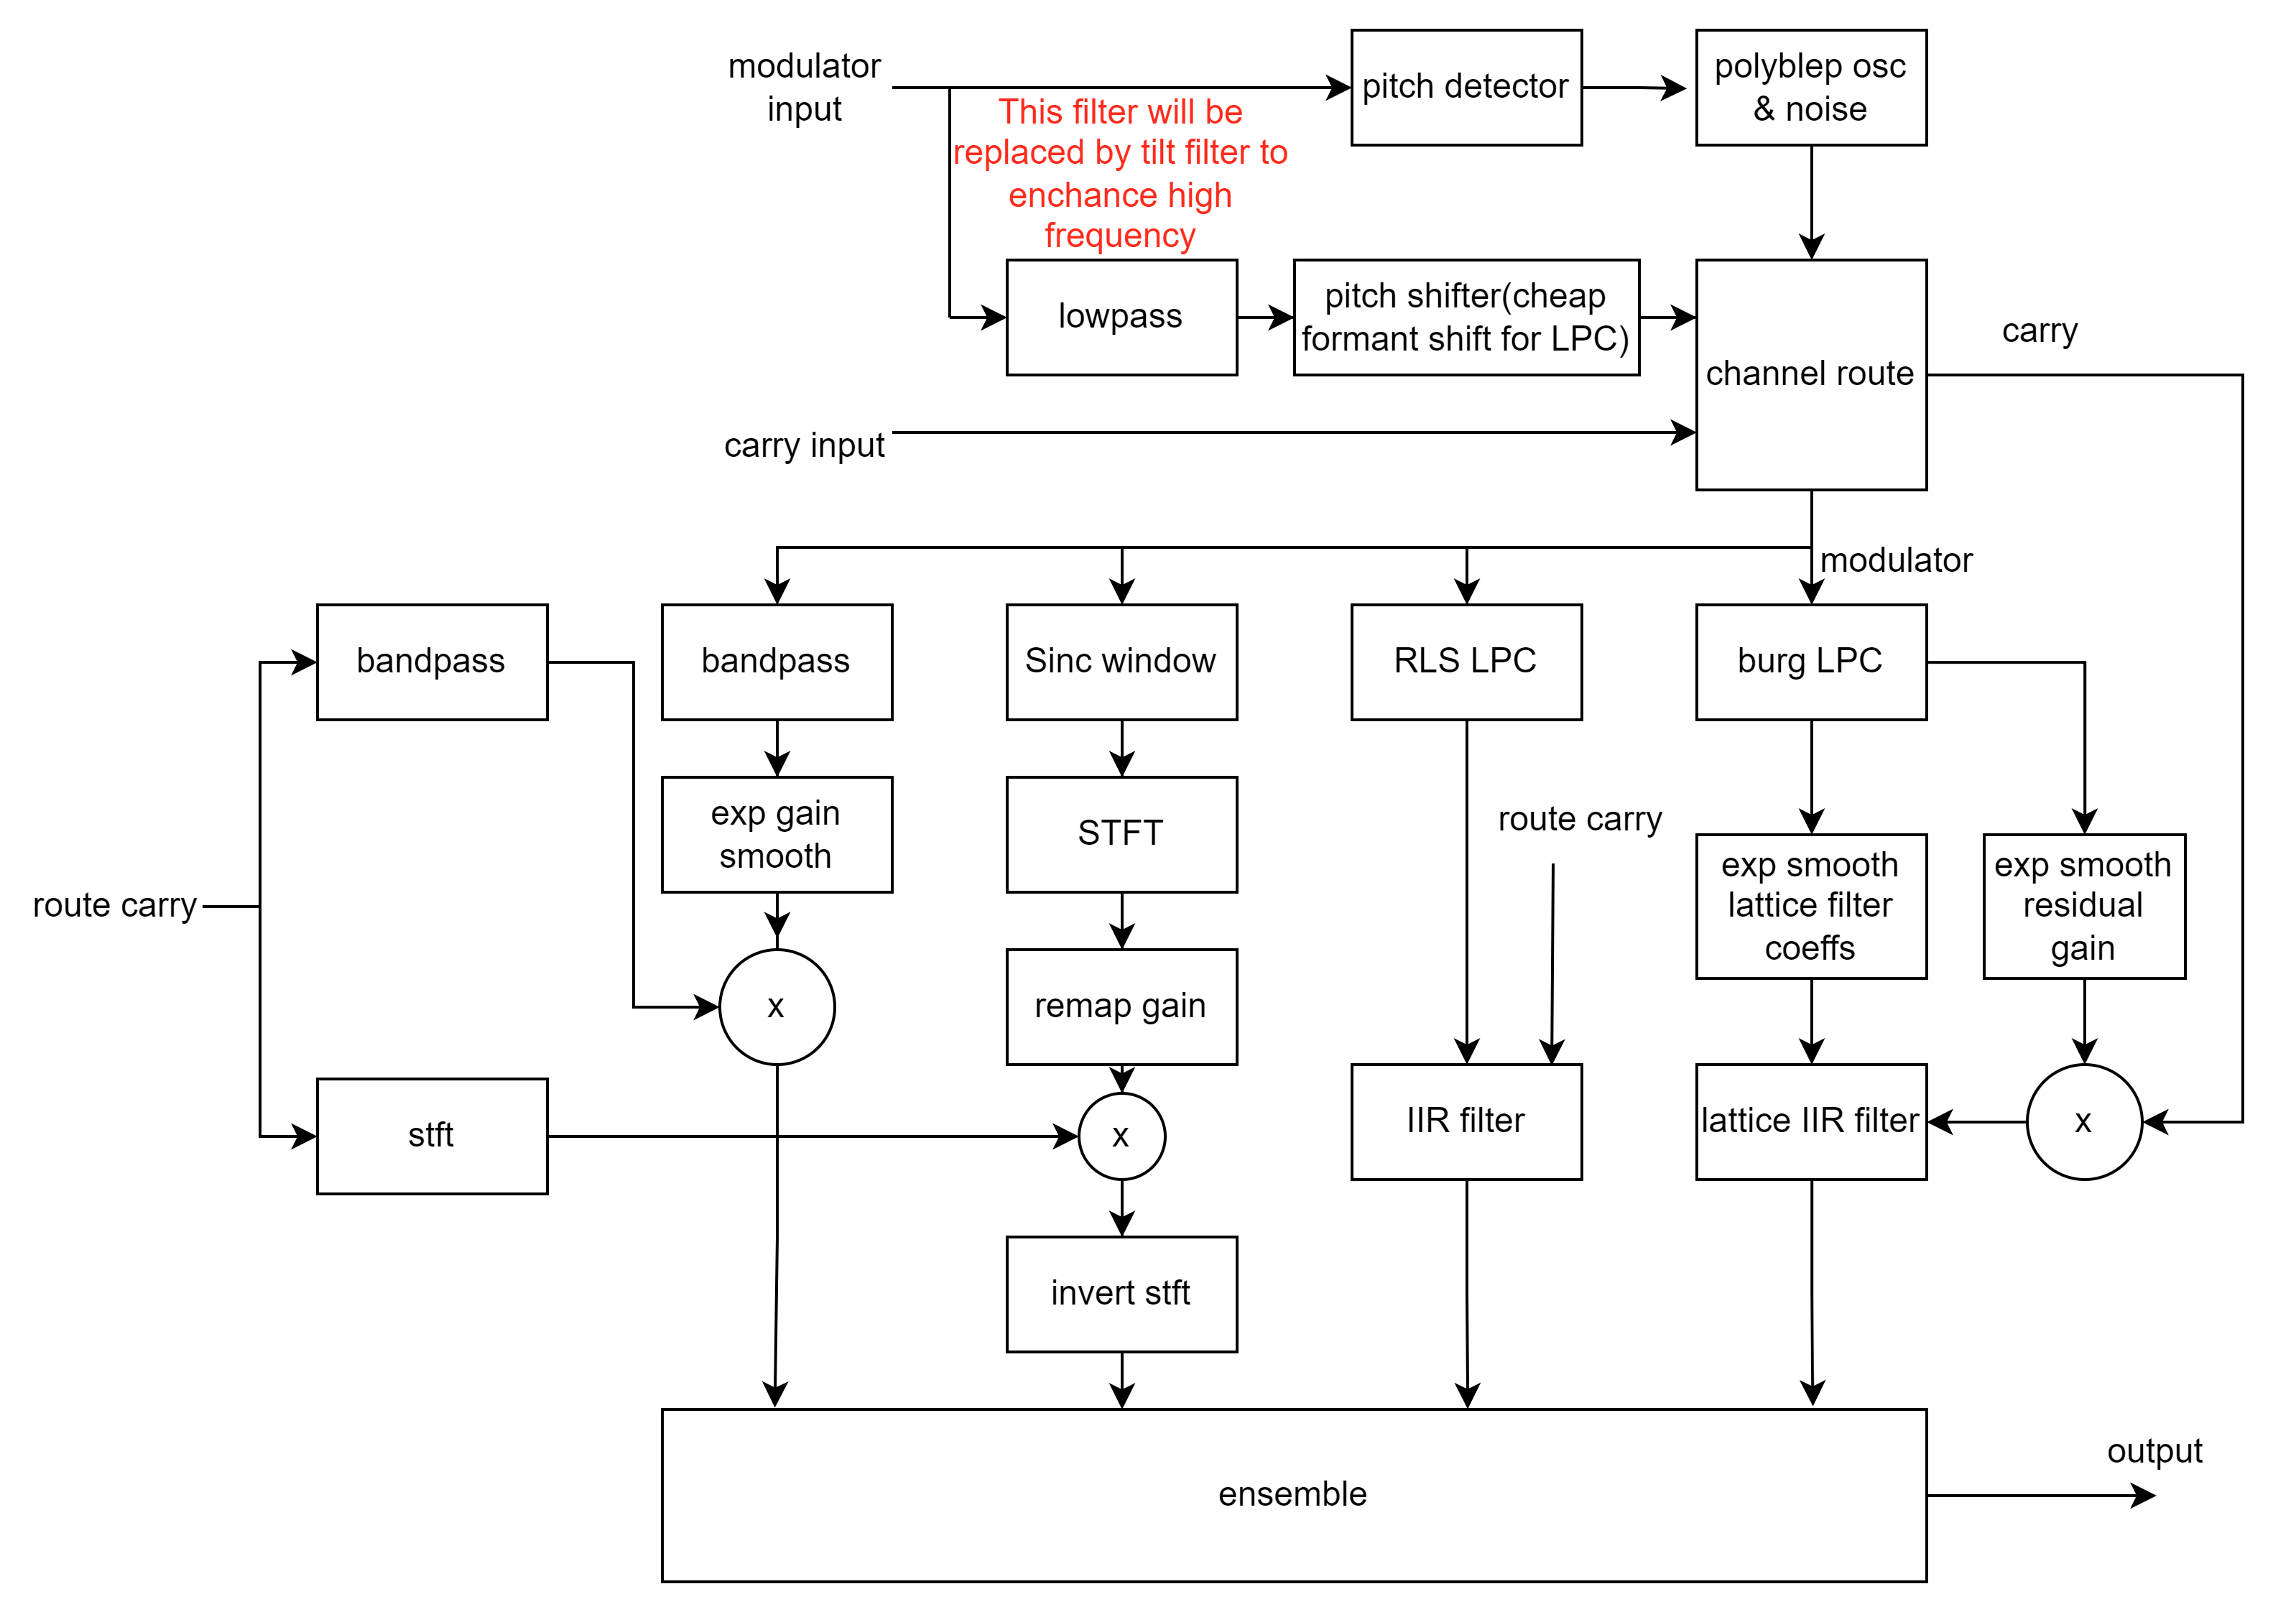 modulator
input
pitch detector
polyblep osc
& noise
This filter will be
replaced by tilt filter to
enchance high
frequency
lowpass
pitch shifter(cheap
formant shift for LPC)
channel route
carry
carry input
modulator
bandpass
bandpass
Sinc window
RLS LPC
burg LPC
exp gain
smooth
STFT
route carry
exp smooth
lattice filter
coeffs
exp smooth
residual
gain
route carry
x
remap gain
stft
x
IIR filter
lattice IIR filter
x
invert stft
ensemble
output